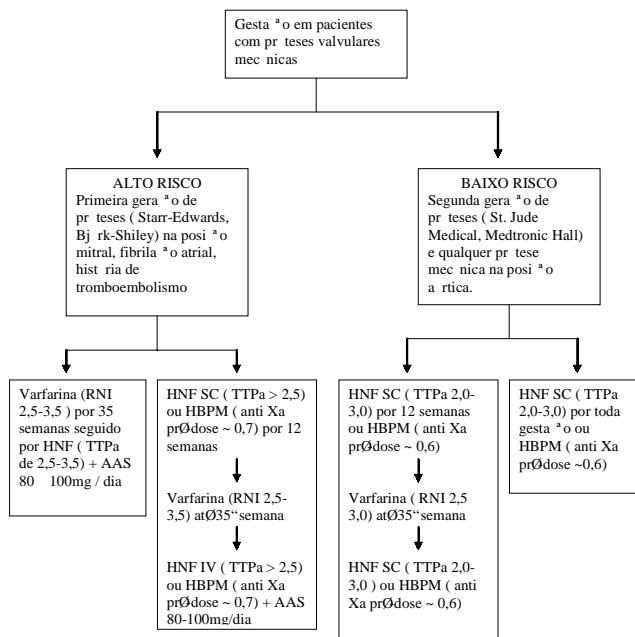 Gesta ªo em pacientes
com pr teses valvulares
mec nicas
ALTO RISCO
Primeira gera ªo de
pr teses ( Starr-Edwards,
Bj rk-Shiley) na posi ªo
mitral, fibrila ªo atrial,
hist ria de
tromboembolismo
BAIXO RISCO
Segunda gera ªo de
pr teses ( St. Jude
Medical, Medtronic Hall)
e qualquer pr tese
mec nica na posi ªo
a rtica.
Varfarina (RNI
2,5-3,5 ) por 35
semanas seguido
por HNF ( TTPa
de 2,5-3,5) + AAS
80 100mg / dia
HNF SC ( TTPa > 2,5)
ou HBPM ( anti Xa
prØdose ~ 0,7) por 12
semanas
Varfarina (RNI 2,5-
3,5) atØ35“ semana
HNF IV ( TTPa > 2,5)
ou HBPM ( anti Xa
prØdose ~ 0,7) + AAS
80-100mg/dia
HNF SC ( TTPa 2,0-
3,0) por 12 semanas
ou HBPM ( anti Xa
prØdose ~ 0,6)
Varfarina ( RNI 2,5
3,0) atØ35“ semana
HNF SC ( TTPa 2,0-
3,0 ) ou HBPM ( anti
Xa prØdose ~ 0,6)
HNF SC ( TTPa
2,0-3,0) por toda
gesta ªo ou
HBPM ( anti Xa
prØdose ~0,6)